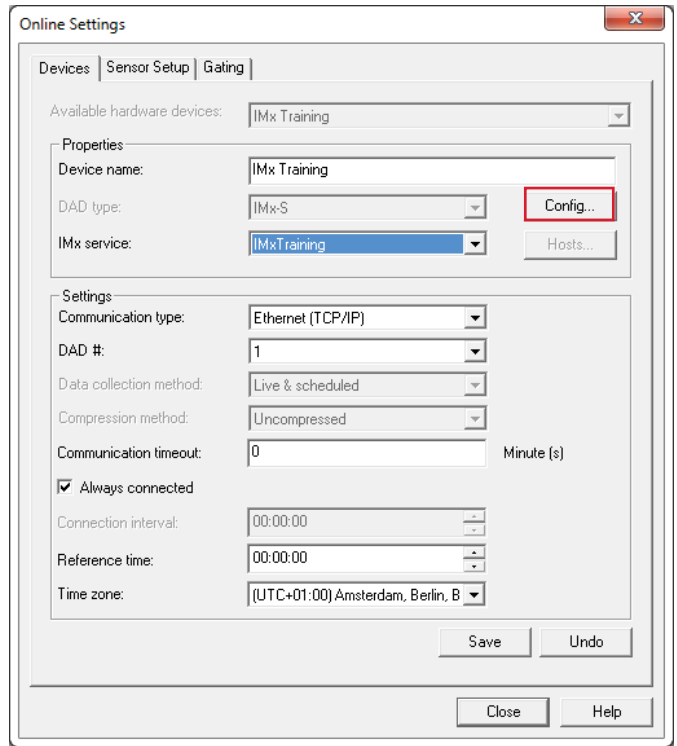 Online Settings
x
Devices Sensor Setup Gating
Available hardware devices: IMx Training
Properties
Device name: IMx Training
DAD type: IMx-S Config...
IMx service: IMxTraining Hosts...
Settings
Communication type: Ethernet (TCP/IP)
DAD #: 1
Data collection method: Live & scheduled
Compression method: Uncompressed
Communication timeout: 0 Minute (s)
Always connected
Connection interval: 00:00:00
Reference time: 00:00:00
Time zone: (UTC+01:00) Amsterdam, Berlin, B
Save Undo
Close Help